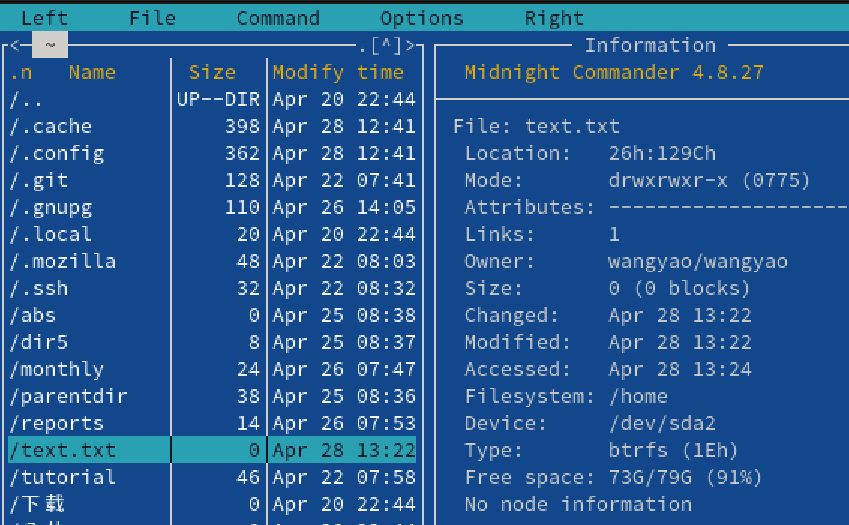 Left File Command Options Right
<- ~ .[^]> Information
.n Name Size Modify time Midnight Commander 4.8.27
/.. UP--DIR Apr 20 22:44
/.cache 398 Apr 28 12:41 File: text.txt
/.config 362 Apr 28 12:41 Location: 26h:129Ch
/.git 128 Apr 22 07:41 Mode: drwxrwxr-x (0775)
/.gnupg 110 Apr 26 14:05 Attributes: --------------------
/.local 20 Apr 20 22:44 Links: 1
/.mozilla 48 Apr 22 08:03 Owner: wangyao/wangyao
/.ssh 32 Apr 22 08:32 Size: 0 (0 blocks)
/abs 0 Apr 25 08:38 Changed: Apr 28 13:22
/dir5 8 Apr 25 08:37 Modified: Apr 28 13:22
/monthly 24 Apr 26 07:47 Accessed: Apr 28 13:24
/parentdir 38 Apr 25 08:36 Filesystem: /home
/reports 14 Apr 26 07:53 Device: /dev/sda2
/text.txt 0 Apr 28 13:22 Type: btrfs (1Eh)
/tutorial 46 Apr 22 07:58 Free space: 73G/79G (91%)
/下载 0 Apr 20 22:44 No node information